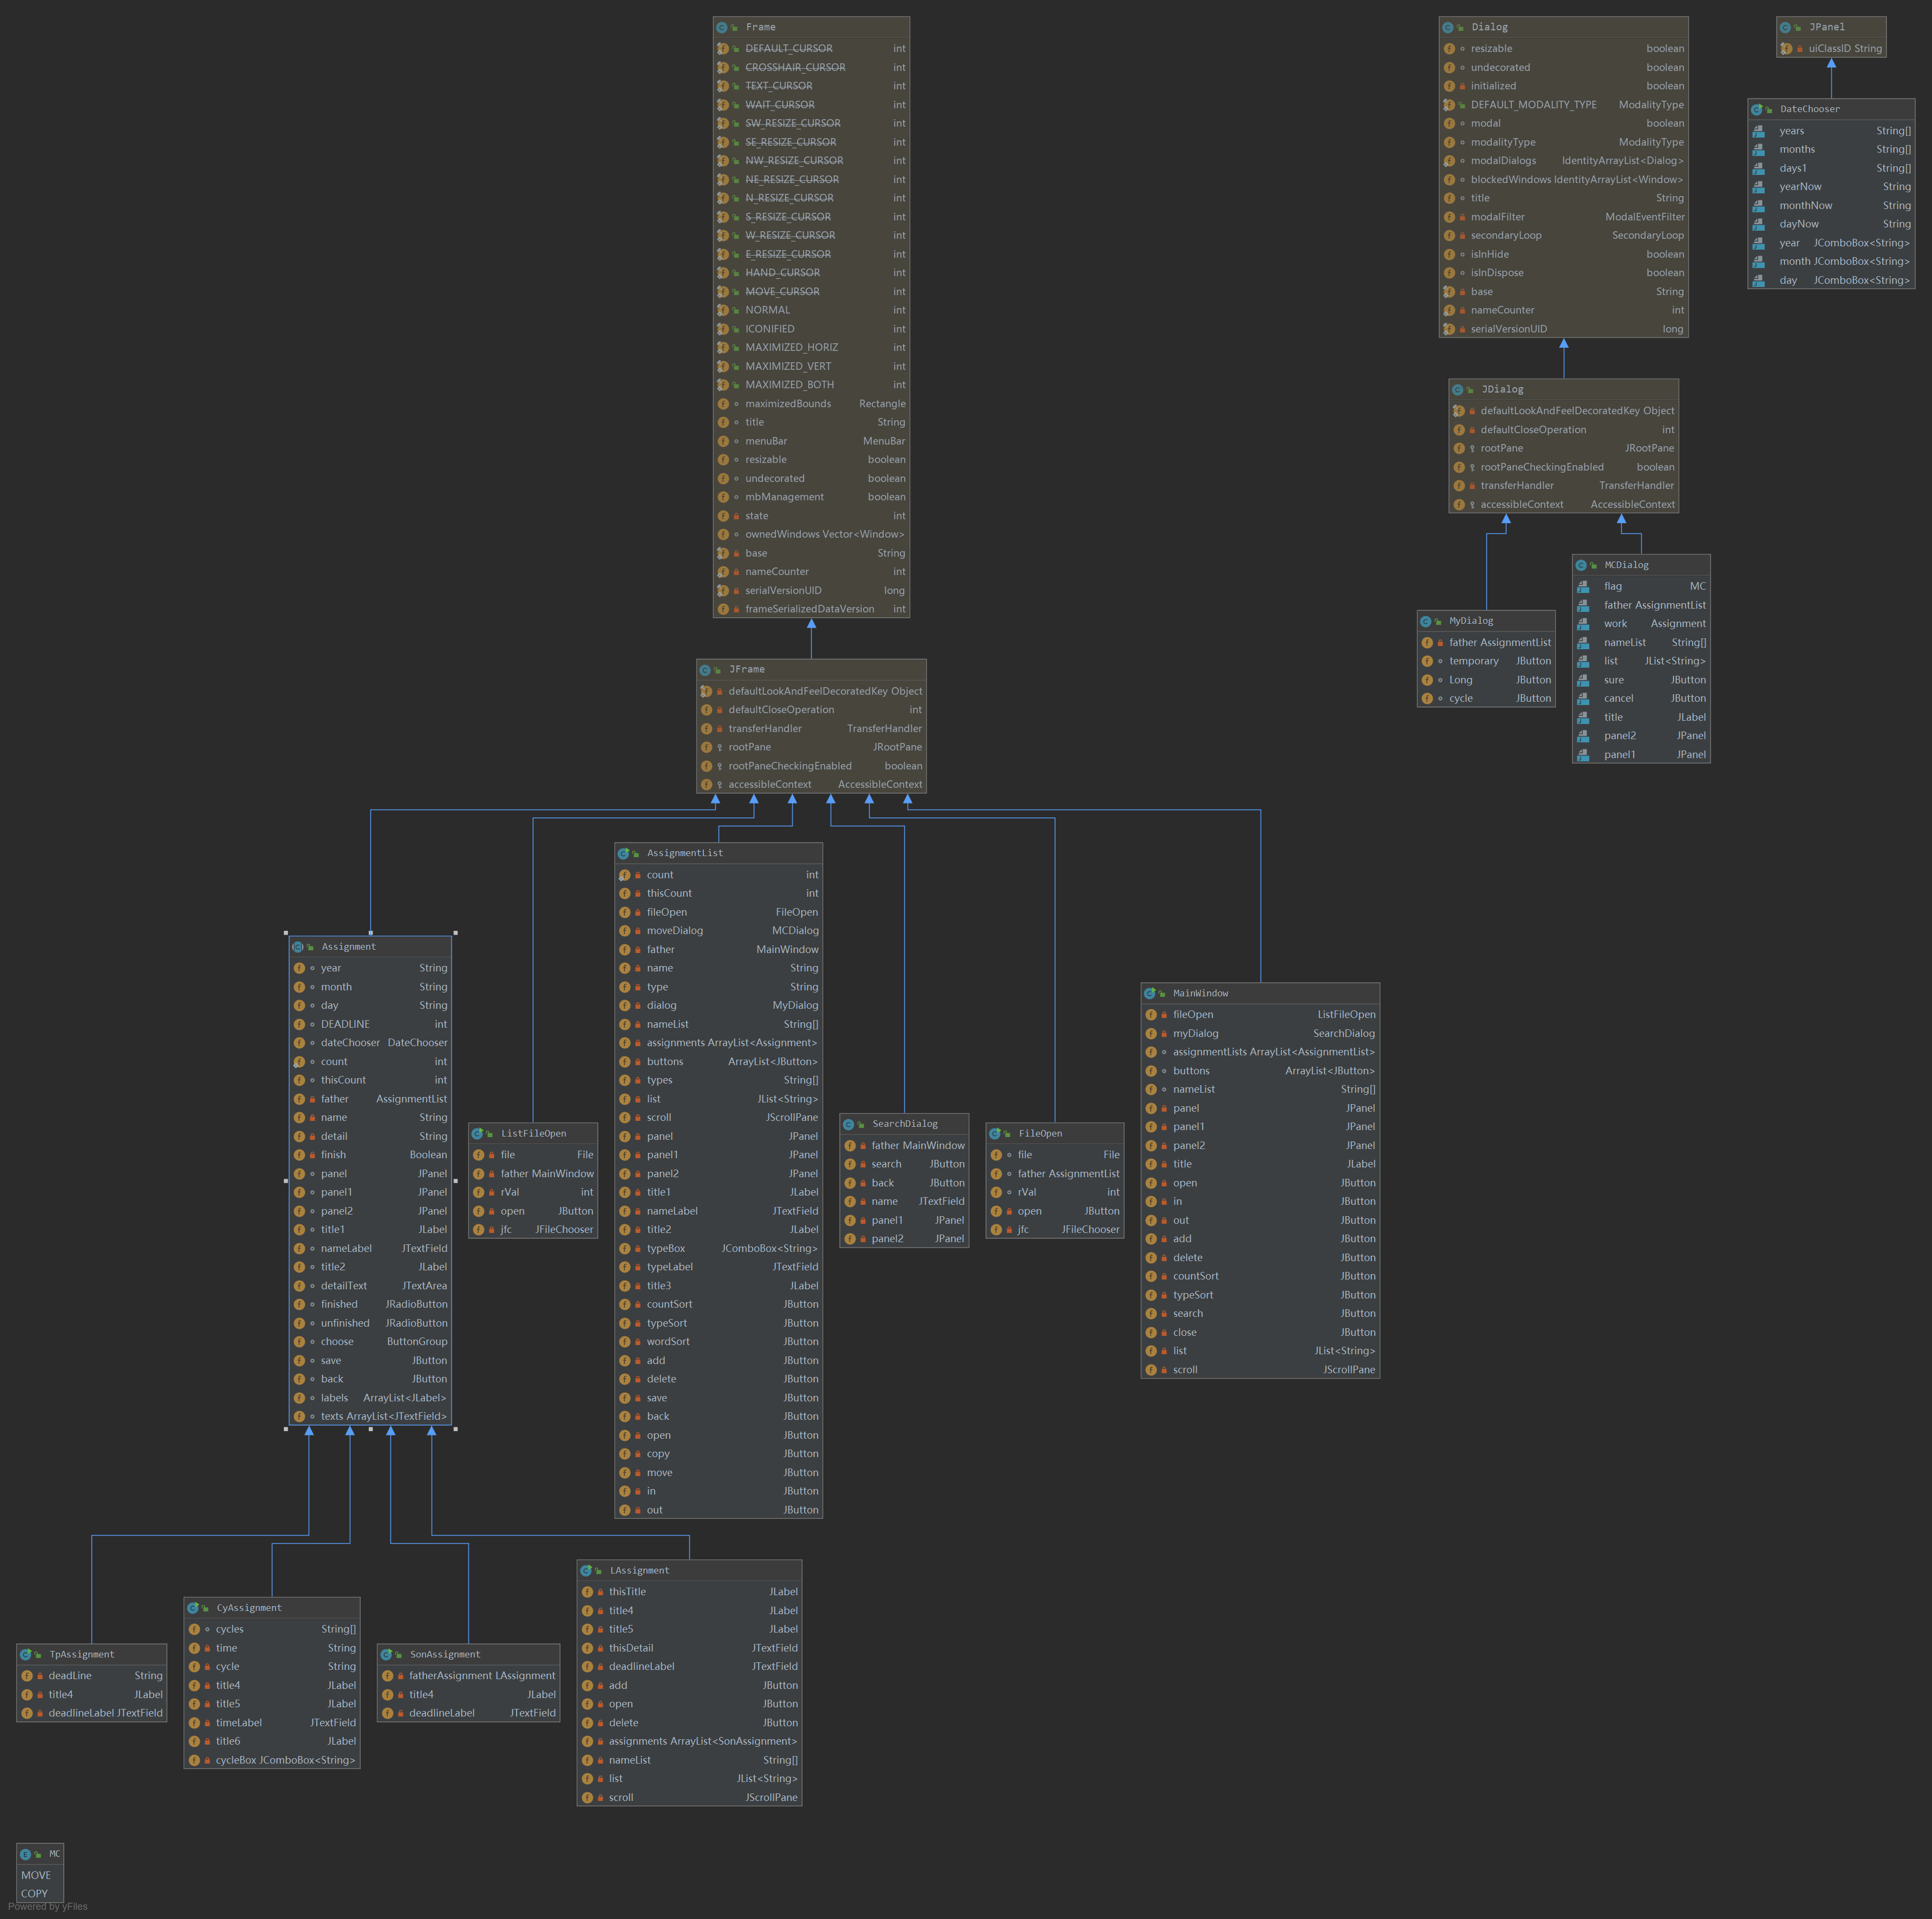 Frame
DEFAULT_CURSOR int
CROSSHAIR_CURSOR int
TEXT_CURSOR int
WAIT_CURSOR int
SW_RESIZE_CURSOR int
SE_RESIZE_CURSOR int
NW_RESIZE_CURSOR int
NE_RESIZE_CURSOR int
N_RESIZE_CURSOR int
S_RESIZE_CURSOR int
W_RESIZE_CURSOR int
E_RESIZE_CURSOR int
HAND_CURSOR int
MOVE_CURSOR int
NORMAL int
ICONIFIED int
MAXIMIZED_HORIZ int
MAXIMIZED_VERT int
MAXIMIZED_BOTH int
maximizedBounds Rectangle
title String
menuBar MenuBar
resizable boolean
undecorated boolean
mbManagement boolean
state int
ownedWindows Vector<Window>
base String
nameCounter int
serialVersionUID long
frameSerializedDataVersion int
Dialog
resizable boolean
undecorated boolean
initialized boolean
DEFAULT_MODALITY_TYPE ModalityType
modal boolean
modalityType ModalityType
modalDialogs IdentityArrayList<Dialog>
blockedWindows IdentityArrayList<Window>
title String
modalFilter ModalEventFilter
secondaryLoop SecondaryLoop
isInHide boolean
isInDispose boolean
base String
nameCounter int
serialVersionUID long
JPanel
uiClassID String
DateChooser
years String[]
months String[]
days1 String[]
yearNow String
monthNow String
dayNow String
year JComboBox<String>
month JComboBox<String>
day JComboBox<String>
JDialog
defaultLookAndFeelDecoratedKey Object
defaultCloseOperation int
rootPane JRootPane
rootPaneCheckingEnabled boolean
transferHandler TransferHandler
accessibleContext AccessibleContext
MCDialog
flag MC
father AssignmentList
work Assignment
nameList String[]
list JList<String>
sure JButton
cancel JButton
title JLabel
panel2 JPanel
panel1 JPanel
MyDialog
father AssignmentList
temporary JButton
Long JButton
cycle JButton
JFrame
defaultLookAndFeelDecoratedKey Object
defaultCloseOperation int
transferHandler TransferHandler
rootPane JRootPane
rootPaneCheckingEnabled boolean
accessibleContext AccessibleContext
AssignmentList
count int
thisCount int
fileOpen FileOpen
moveDialog MCDialog
father MainWindow
name String
type String
dialog MyDialog
nameList String[]
assignments ArrayList<Assignment>
buttons ArrayList<JButton>
types String[]
list JList<String>
scroll JScrollPane
panel JPanel
panel1 JPanel
panel2 JPanel
title1 JLabel
nameLabel JTextField
title2 JLabel
typeBox JComboBox<String>
typeLabel JTextField
title3 JLabel
countSort JButton
typeSort JButton
wordSort JButton
add JButton
delete JButton
save JButton
back JButton
open JButton
copy JButton
move JButton
in JButton
out JButton
Assignment
year String
month String
day String
DEADLINE int
dateChooser DateChooser
count int
thisCount int
father AssignmentList
name String
detail String
finish Boolean
panel JPanel
panel1 JPanel
panel2 JPanel
title1 JLabel
nameLabel JTextField
title2 JLabel
detailText JTextArea
finished JRadioButton
unfinished JRadioButton
choose ButtonGroup
save JButton
back JButton
labels ArrayList<JLabel>
texts ArrayList<JTextField>
MainWindow
fileOpen ListFileOpen
myDialog SearchDialog
assignmentLists ArrayList<AssignmentList>
buttons ArrayList<JButton>
nameList String[]
panel JPanel
panel1 JPanel
panel2 JPanel
title JLabel
open JButton
in JButton
out JButton
add JButton
delete JButton
countSort JButton
typeSort JButton
search JButton
close JButton
list JList<String>
scroll JScrollPane
ListFileOpen
file File
father MainWindow
rVal int
open JButton
jfc JFileChooser
SearchDialog
father MainWindow
search JButton
back JButton
name JTextField
panel1 JPanel
panel2 JPanel
FileOpen
file File
father AssignmentList
rVal int
open JButton
jfc JFileChooser
LAssignment
thisTitle JLabel
title4 JLabel
title5 JLabel
thisDetail JTextField
deadlineLabel JTextField
add JButton
open JButton
delete JButton
assignments ArrayList<SonAssignment>
nameList String[]
list JList<String>
scroll JScrollPane
CyAssignment
cycles String[]
time String
cycle String
title4 JLabel
title5 JLabel
timeLabel JTextField
title6 JLabel
cycleBox JComboBox<String>
TpAssignment
deadLine String
title4 JLabel
deadlineLabel JTextField
SonAssignment
fatherAssignment LAssignment
title4 JLabel
deadlineLabel JTextField
MC
MOVE
COPY
Powered by yFiles